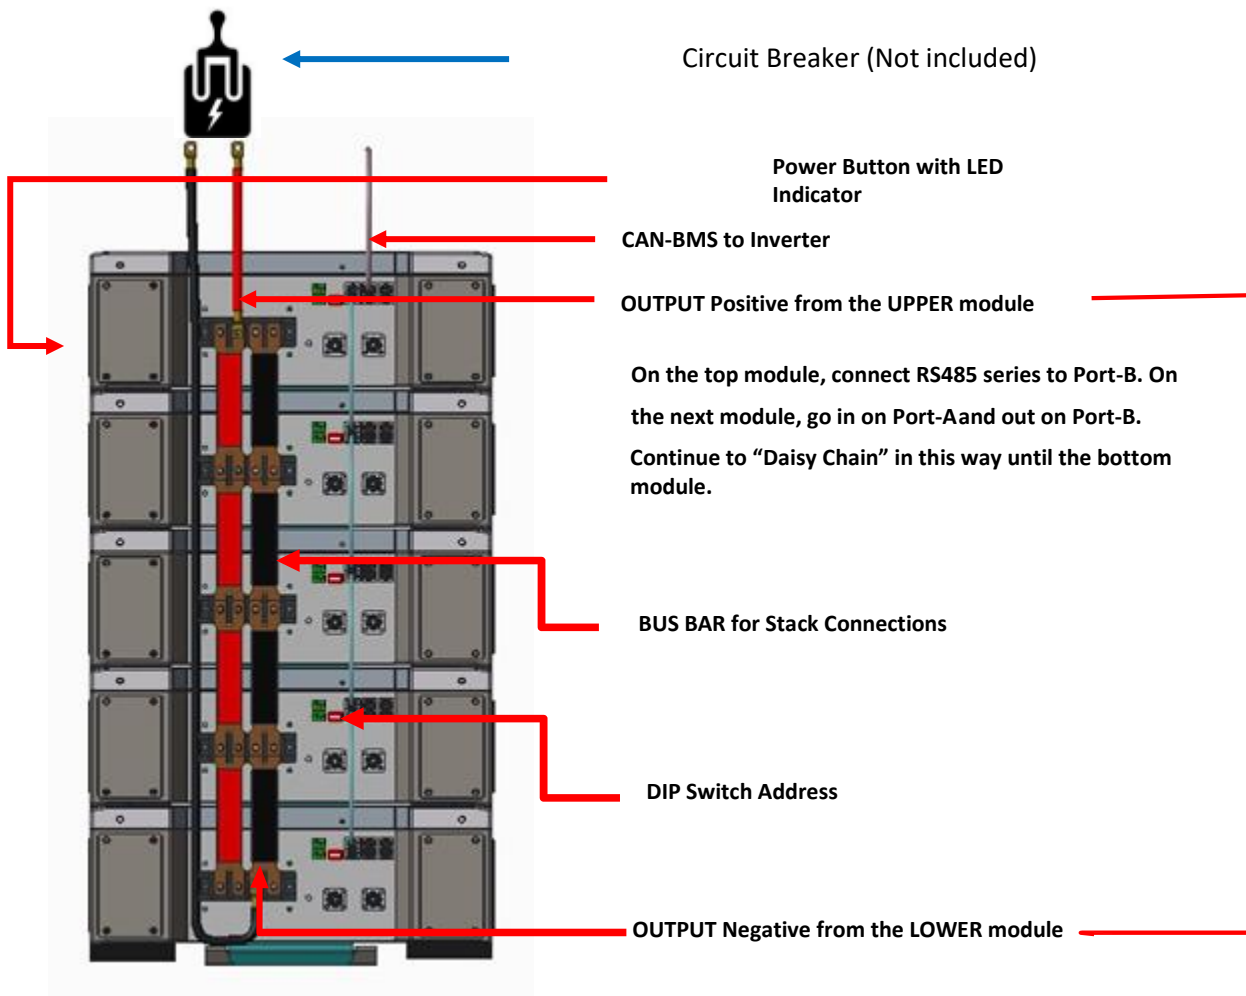 Circuit Breaker (Not included)
Power Button with LED
Indicator
CAN-BMS to Inverter
OUTPUT Positive from the UPPER module
On the top module, connect RS485 series to Port-B. On
the next module, go in on Port-Aand out on Port-B.
Continue to “Daisy Chain” in this way until the bottom
module.
BUS BAR for Stack Connections
DIP Switch Address
OUTPUT Negative from the LOWER module